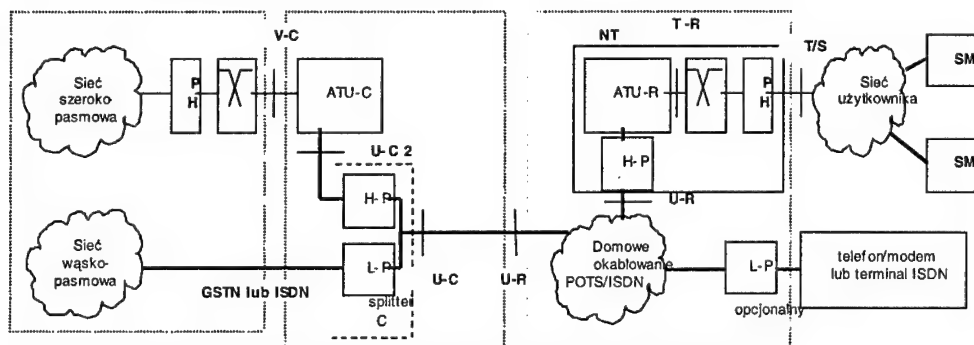 V-C
T-R
NT
T/S
Sieć
szeroko-
pasmowa
P
H
ATU-C
ATU-R
P
H
Sieć
użytkownika
SM
SM
U-C 2
H-P
H-P
U-R
Sieć
wąsko-
pasmowa
GSTN lub ISDN
L-P
splitter
C
U-C
U-R
Domowe
okablowanie
POTS/ISDN
L-P
opcjonalny
telefon/modem
lub terminal ISDN